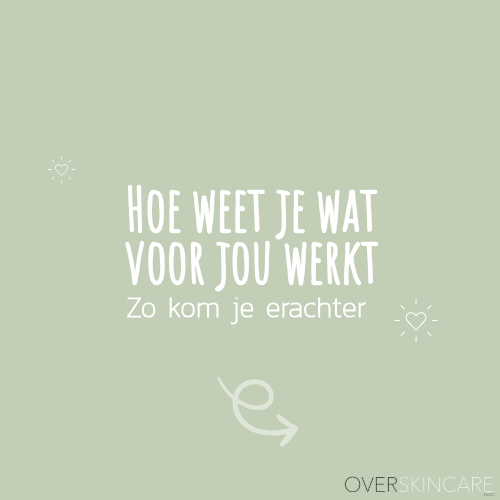 HOE WEET JE WAT
VOOR JOU WERKT
Zo kom je erachter
OVERSKINCARE